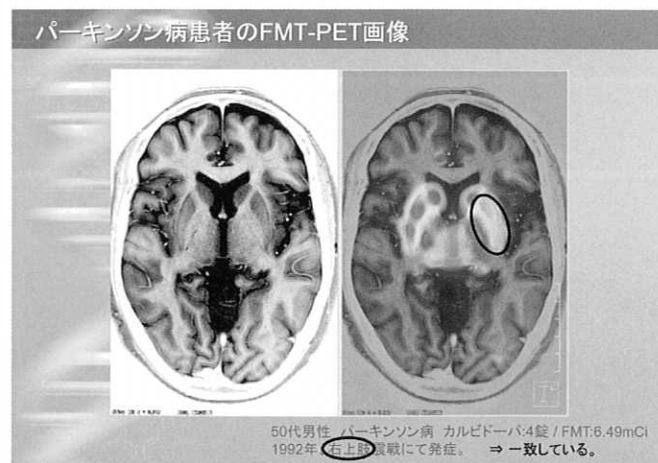 パーキンソン病患者のFMT-PET画像
50代男性 パーキンソン病 カルビドーパ:4錠 / FMT:6.49mCi
1992年、右上肢震戦にて発症。 ⇒ 一致している。